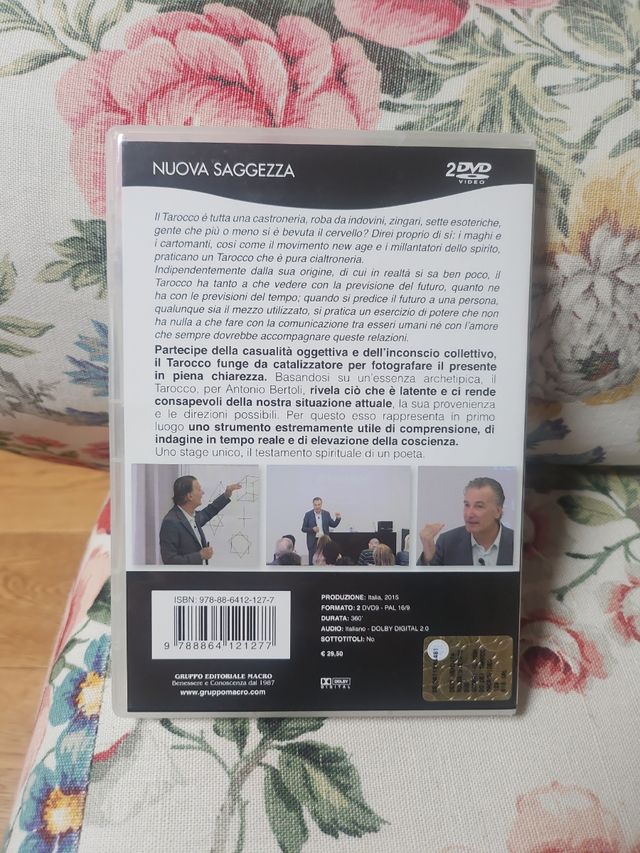 NUOVA SAGGEZZA
2 DVD
VIDEO
Il Tarocco è tutta una castroneria, roba da indovini, zingari, sette esoteriche,
gente che più o meno si è bevuta il cervello? Direi proprio di sì: i maghi e
i cartomanti, così come il movimento new age e i millantatori dello spirito,
praticano un Tarocco che è pura cialtroneria.
Indipendentemente dalla sua origine, di cui in realtà si sa ben poco, il
Tarocco ha tanto a che vedere con la previsione del futuro, quanto ne
ha con le previsioni del tempo; quando si predice il futuro a una persona,
qualunque sia il mezzo utilizzato, si pratica un esercizio di potere che non
ha nulla a che fare con la comunicazione tra esseri umani né con l'amore
che sempre dovrebbe accompagnare queste relazioni.
Partecipe della casualità oggettiva e dell'inconscio collettivo,
il Tarocco funge da catalizzatore per fotografare il presente
in piena chiarezza. Basandosi su un'essenza archetipica, il
Tarocco, per Antonio Bertoli, rivela ciò che è latente e ci rende
consapevoli della nostra situazione attuale, la sua provenienza
e le direzioni possibili. Per questo esso rappresenta in primo
luogo uno strumento estremamente utile di comprensione, di
indagine in tempo reale e di elevazione della coscienza.
Uno stage unico, il testamento spirituale di un poeta.
ISBN: 978-88-6412-127-7
9 788864 121277
GRUPPO EDITORIALE MACRO
Benessere e Conoscenza dal 1987
www.gruppomacro.com
PRODUZIONE: Italia, 2015
FORMATO: 2 DVD9 - PAL 16/9
DURATA: 360'
AUDIO: Italiano - DOLBY DIGITAL 2.0
SOTTOTITOLI: No
€ 29,50
DOLBY
DIGITAL